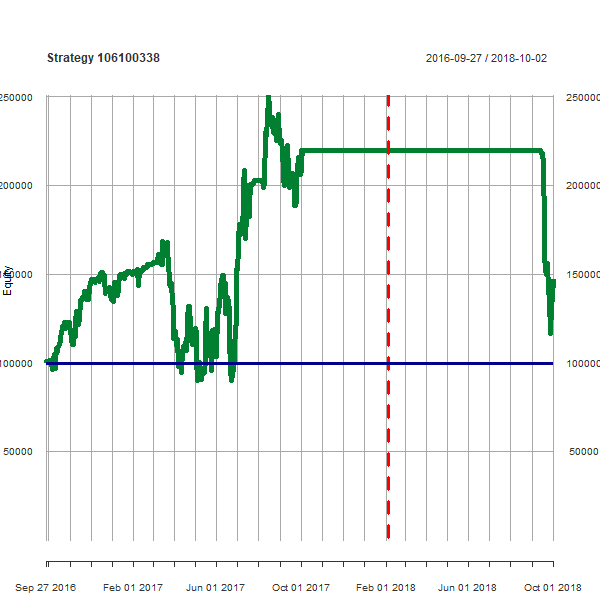 Strategy 106100338
2016-09-27 / 2018-10-02
250000
250000
200000
200000
150000
150000
Equity
100000
100000
50000
50000
Sep 27 2016
Feb 01 2017
Jun 01 2017
Oct 01 2017
Feb 01 2018
Jun 01 2018
Oct 01 2018